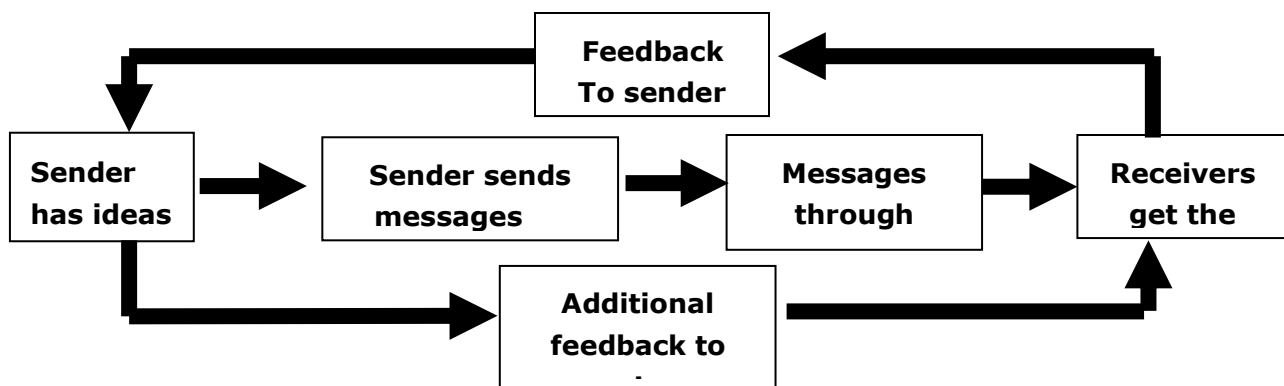 Feedback
To sender
Sender
has ideas
Sender sends
messages
Messages
through
Receivers
get the
Additional
feedback to